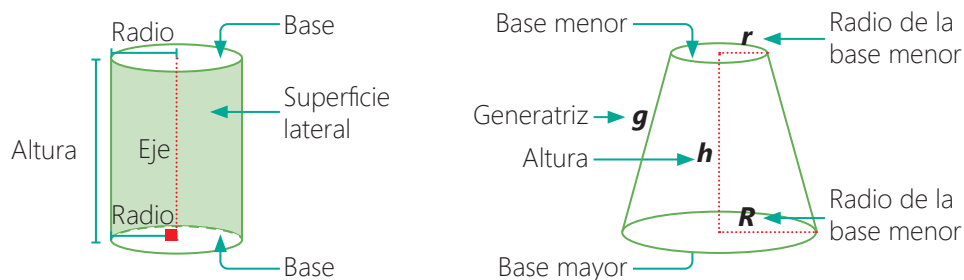 Radio
Base
Superficie
lateral
Altura
Eje
Radio
Base
Base menor
r
Radio de la
base menor
Generatriz
g
Altura
h
R
Radio de la
base menor
Base mayor